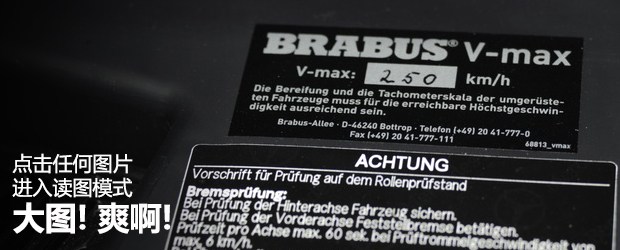 BRABUS® V-max
V-max: 250 km/h
Die Bereifung und die Tachometerskala der umgerüste-
ten Fahrzeuge muss für die erreichbare Höchstgeschwin-
digkeit ausreichend sein.
Brabus-Allee · D-46240 Bottrop · Telefon (+49) 20 41-777-0
Fax (+49) 20 41-777-111
68813_vmax
ACHTUNG
Vorschrift für Prüfung auf dem Rollenprüfstand
Bremsprüfung:
Bei Prüfung der Hinterachse Fahrzeug sichern.
Bei Prüfung der Vorderachse Feststellbremse betätigen.
Prüfzeit pro Achse max. 60 sek. bei Prüftrommelgeschwindigkeit von
max. 6 km/h.
点击任何图片
进入读图模式
大图! 爽啊!